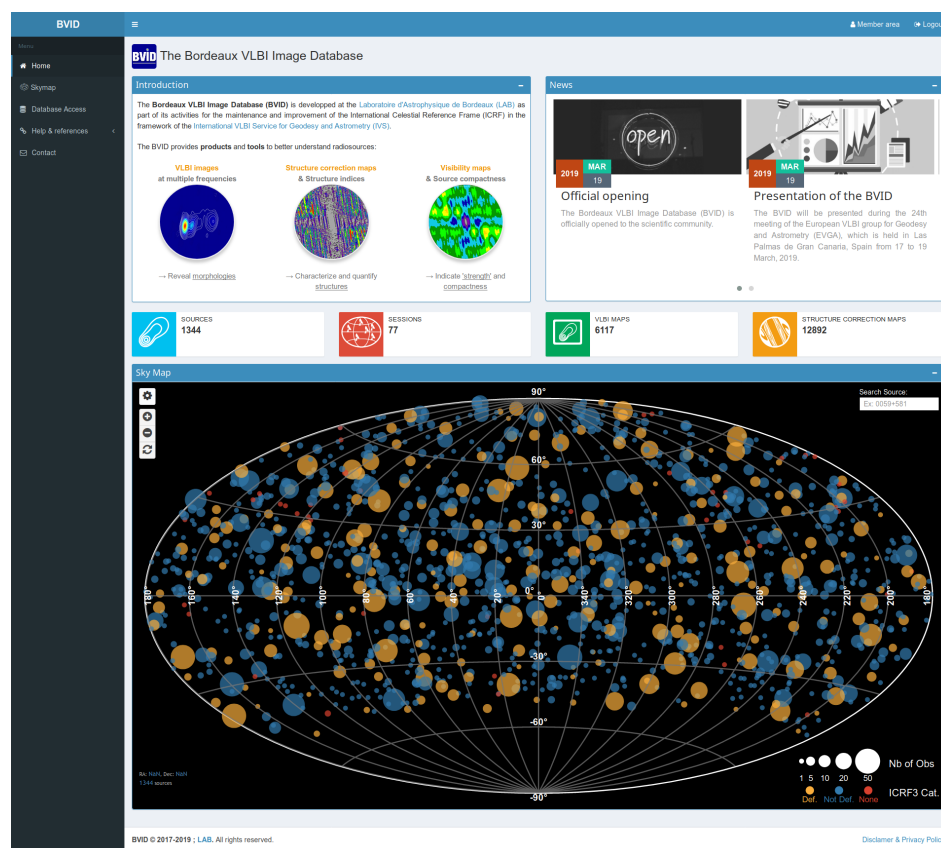 BVID
Member area
Logou
Menu
Home
Skymap
Database Access
Help & references
Contact
BVID The Bordeaux VLBI Image Database
Introduction
The Bordeaux VLBI Image Database (BVID) is developped at the Laboratoire d'Astrophysique de Bordeaux (LAB) as
part of its activities for the maintenance and improvement of the International Celestial Reference Frame (ICRF) in the
framework of the International VLBI Service for Geodesy and Astrometry (IVS).
The BVID provides products and tools to better understand radiosources:
VLBI images
at multiple frequencies
→ Reveal morphologies
Structure correction maps
& Structure indices
→ Characterize and quantify
structures
Visibility maps
& Source compactness
→ Indicate 'strength' and
compactness
News
open
2019 MAR
19
Official opening
The Bordeaux VLBI Image Database (BVID) is
officially opened to the scientific community.
2019 MAR
19
Presentation of the BVID
The BVID will be presented during the 24th
meeting of the European VLBI group for Geodesy
and Astrometry (EVGA), which is held in Las
Palmas de Gran Canaria, Spain from 17 to 19
March, 2019.
SOURCES
1344
SESSIONS
77
VLBI MAPS
6117
STRUCTURE CORRECTION MAPS
12892
Sky Map
Search Source:
Ex: 0059+581
90°
60°
30°
180° 160° 140° 120° 100° 80° 60° 40° 20° 0° 0° 340° 320° 300° 280° 260° 240° 220° 200° 180°
-30°
-60°
-90°
RA: NaN, Dec: NaN
1344 sources
Nb of Obs
1 5 10 20 50
ICRF3 Cat.
Def. Not Def. None
BVID © 2017-2019 ; LAB. All rights reserved.
Disclamer & Privacy Polic